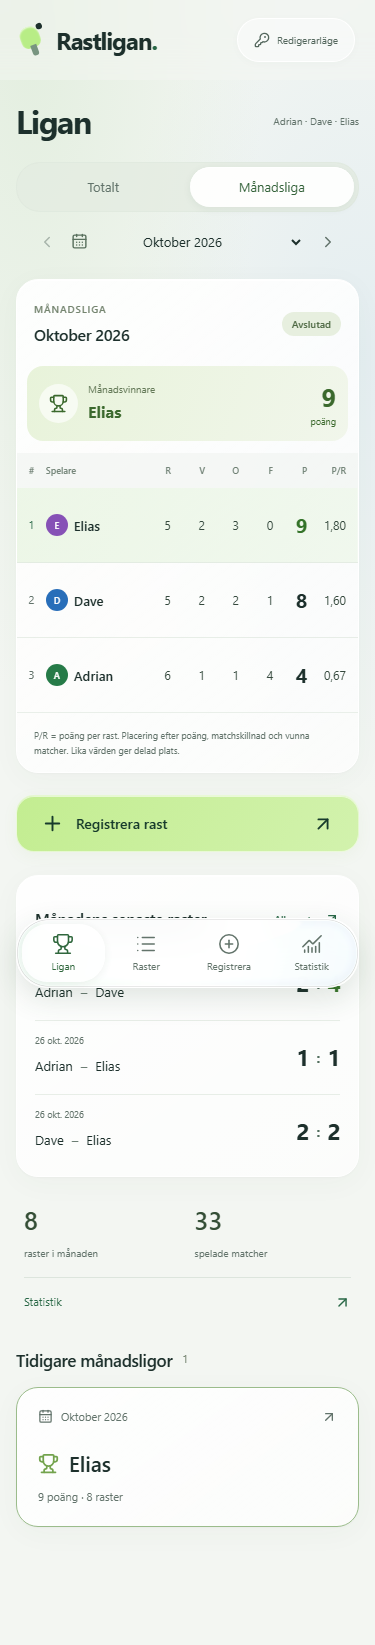 Rastligan.
Redigerarläge
Ligan
Adrian · Dave · Elias
Totalt
Månadsliga
Oktober 2026
MÅNADSLIGA
Oktober 2026
Avslutad
Månadsvinnare
Elias
9
poäng
# Spelare R V O F P P/R
1 E Elias 5 2 3 0 9 1,80
2 D Dave 5 2 2 1 8 1,60
3 A Adrian 6 1 1 4 4 0,67
P/R = poäng per rast. Placering efter poäng, matchskillnad och vunna
matcher. Lika värden ger delad plats.
Registrera rast
Månadens senaste raster
Ligan
Raster
Registrera
Statistik
Adrian – Dave
2 : 4
26 okt. 2026
Adrian – Elias
1 : 1
26 okt. 2026
Dave – Elias
2 : 2
8
raster i månaden
33
spelade matcher
Statistik
Tidigare månadsligor 1
Oktober 2026
Elias
9 poäng · 8 raster